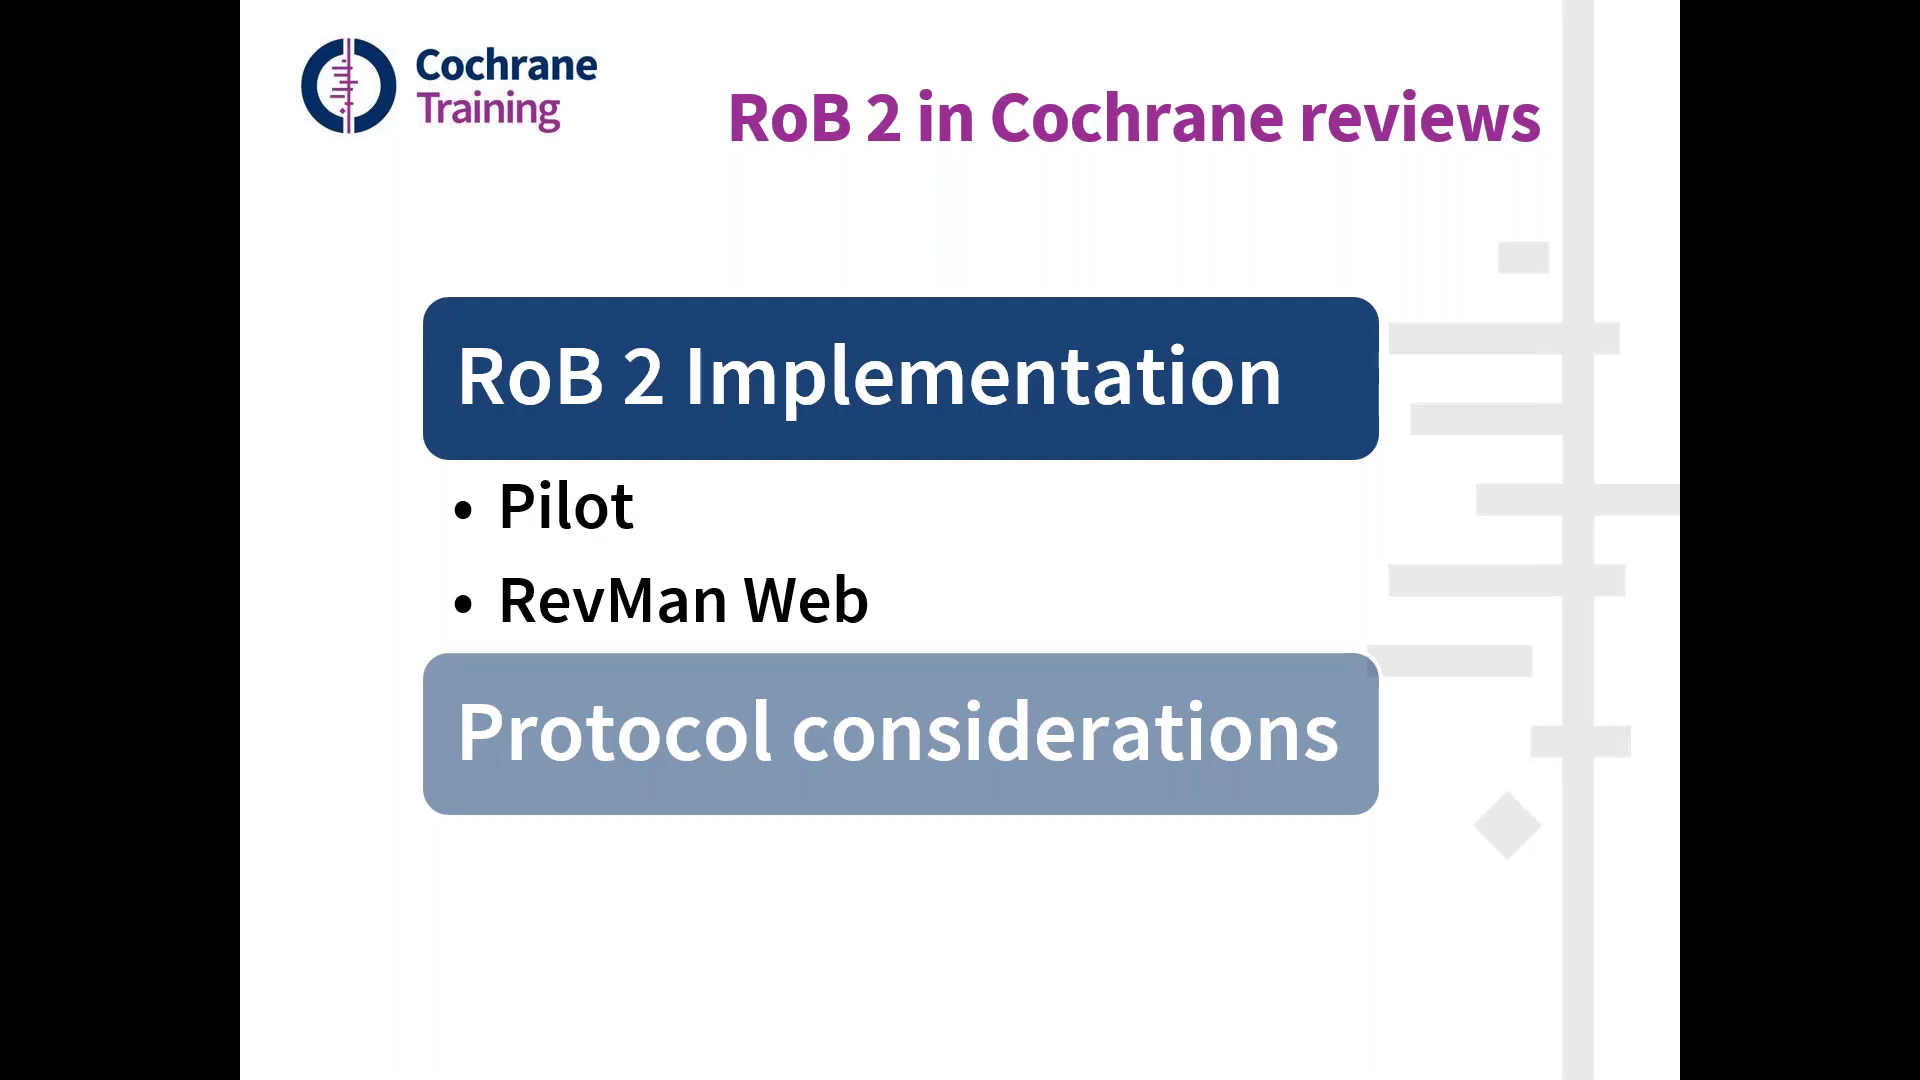 Cochrane
Training
RoB 2 in Cochrane reviews
RoB 2 Implementation
• Pilot
• RevMan Web
Protocol considerations